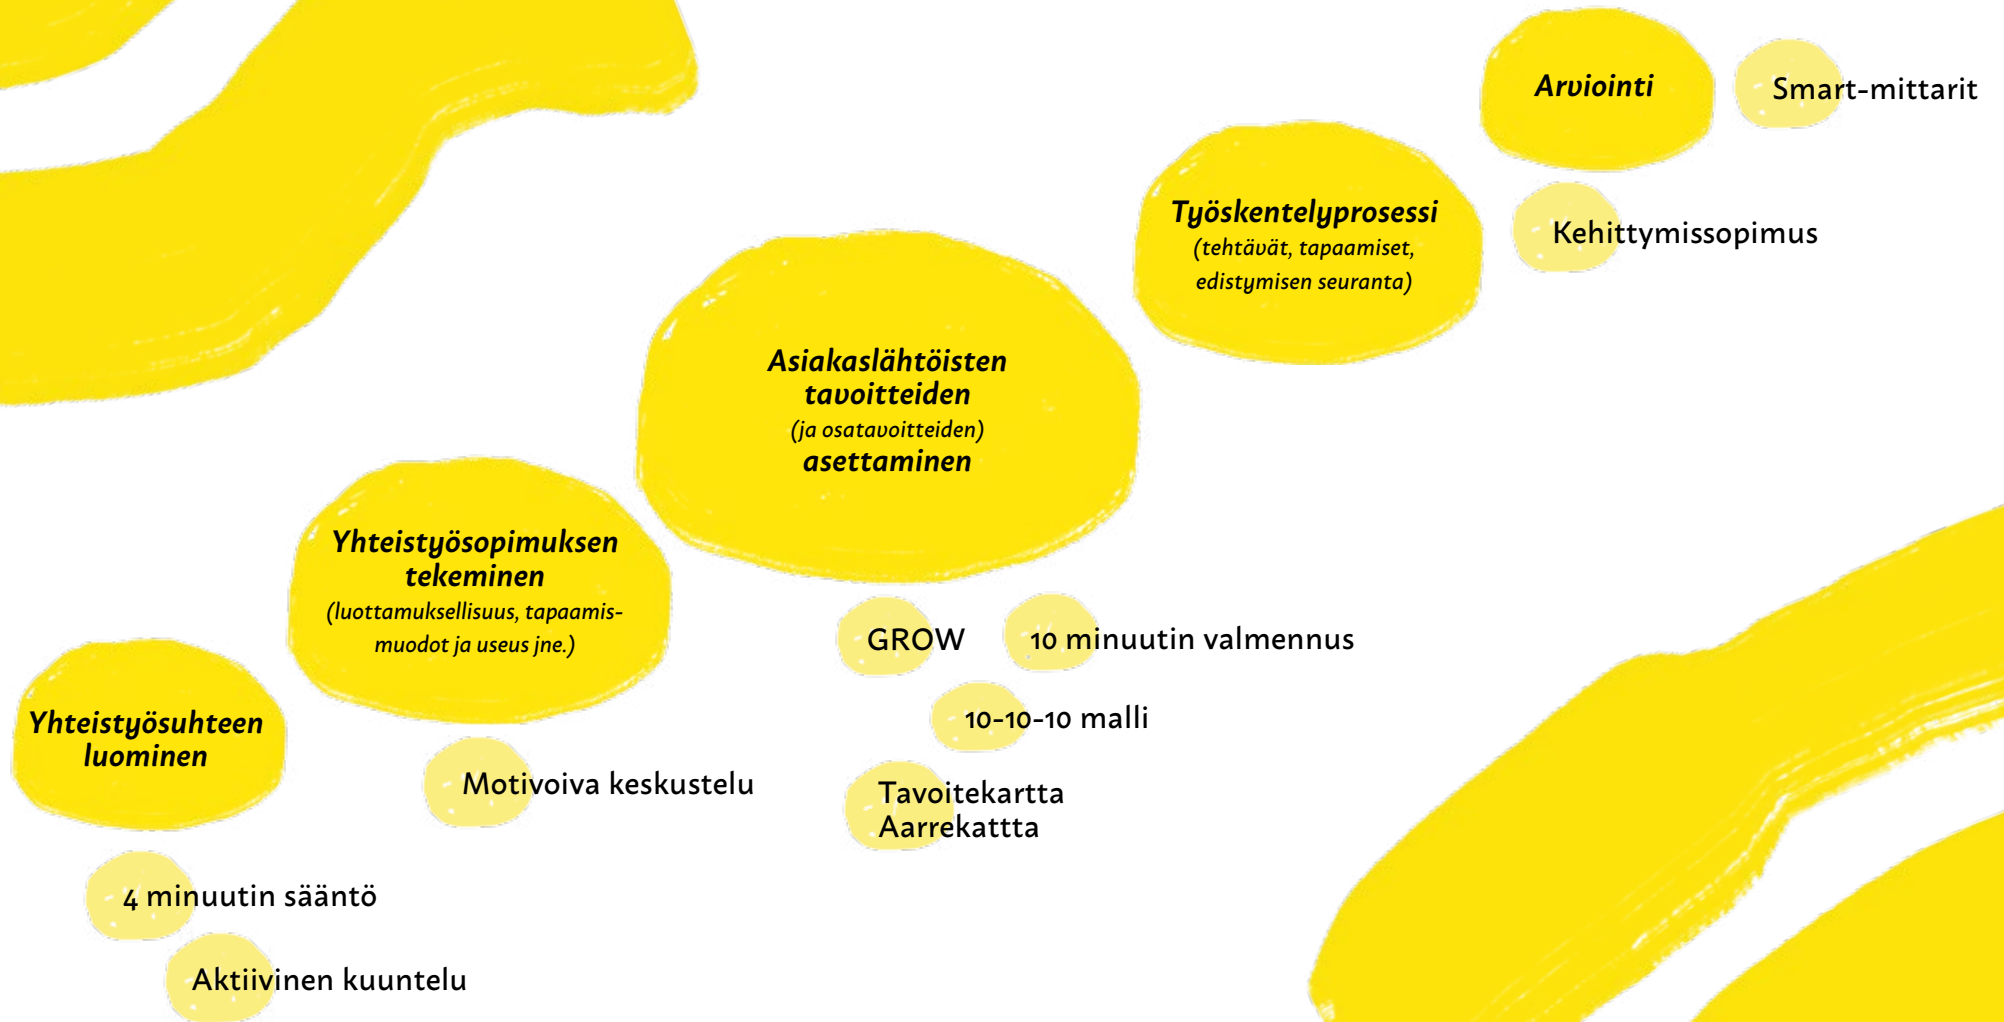 Arviointi
Smart-mittarit
Kehittymissopimus
Työskentelyprosessi
(tehtävät, tapaamiset,
edistymisen seuranta)
Asiakaslähtöisten
tavoitteiden
(ja osatavoitteiden)
asettaminen
GROW
10 minuutin valmennus
10-10-10 malli
Tavoitekartta
Aarrekattta
Yhteistyösopimuksen
tekeminen
(luottamuksellisuus, tapaamis-
muodot ja useus jne.)
Motivoiva keskustelu
Yhteistyösuhteen
luominen
4 minuutin sääntö
Aktiivinen kuuntelu